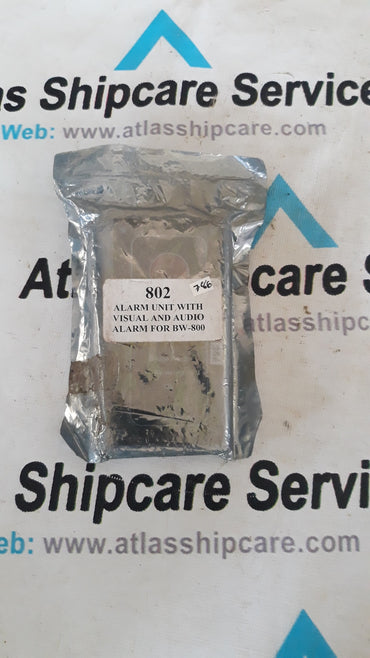 as Shipcare Service
Web: www.atlasshipcare.com
802
ALARM UNIT WITH
VISUAL AND AUDIO
ALARM FOR BW-800
At
care S
atlasshipc
Shipcare Servi
eb: www.atlasshipcare.com